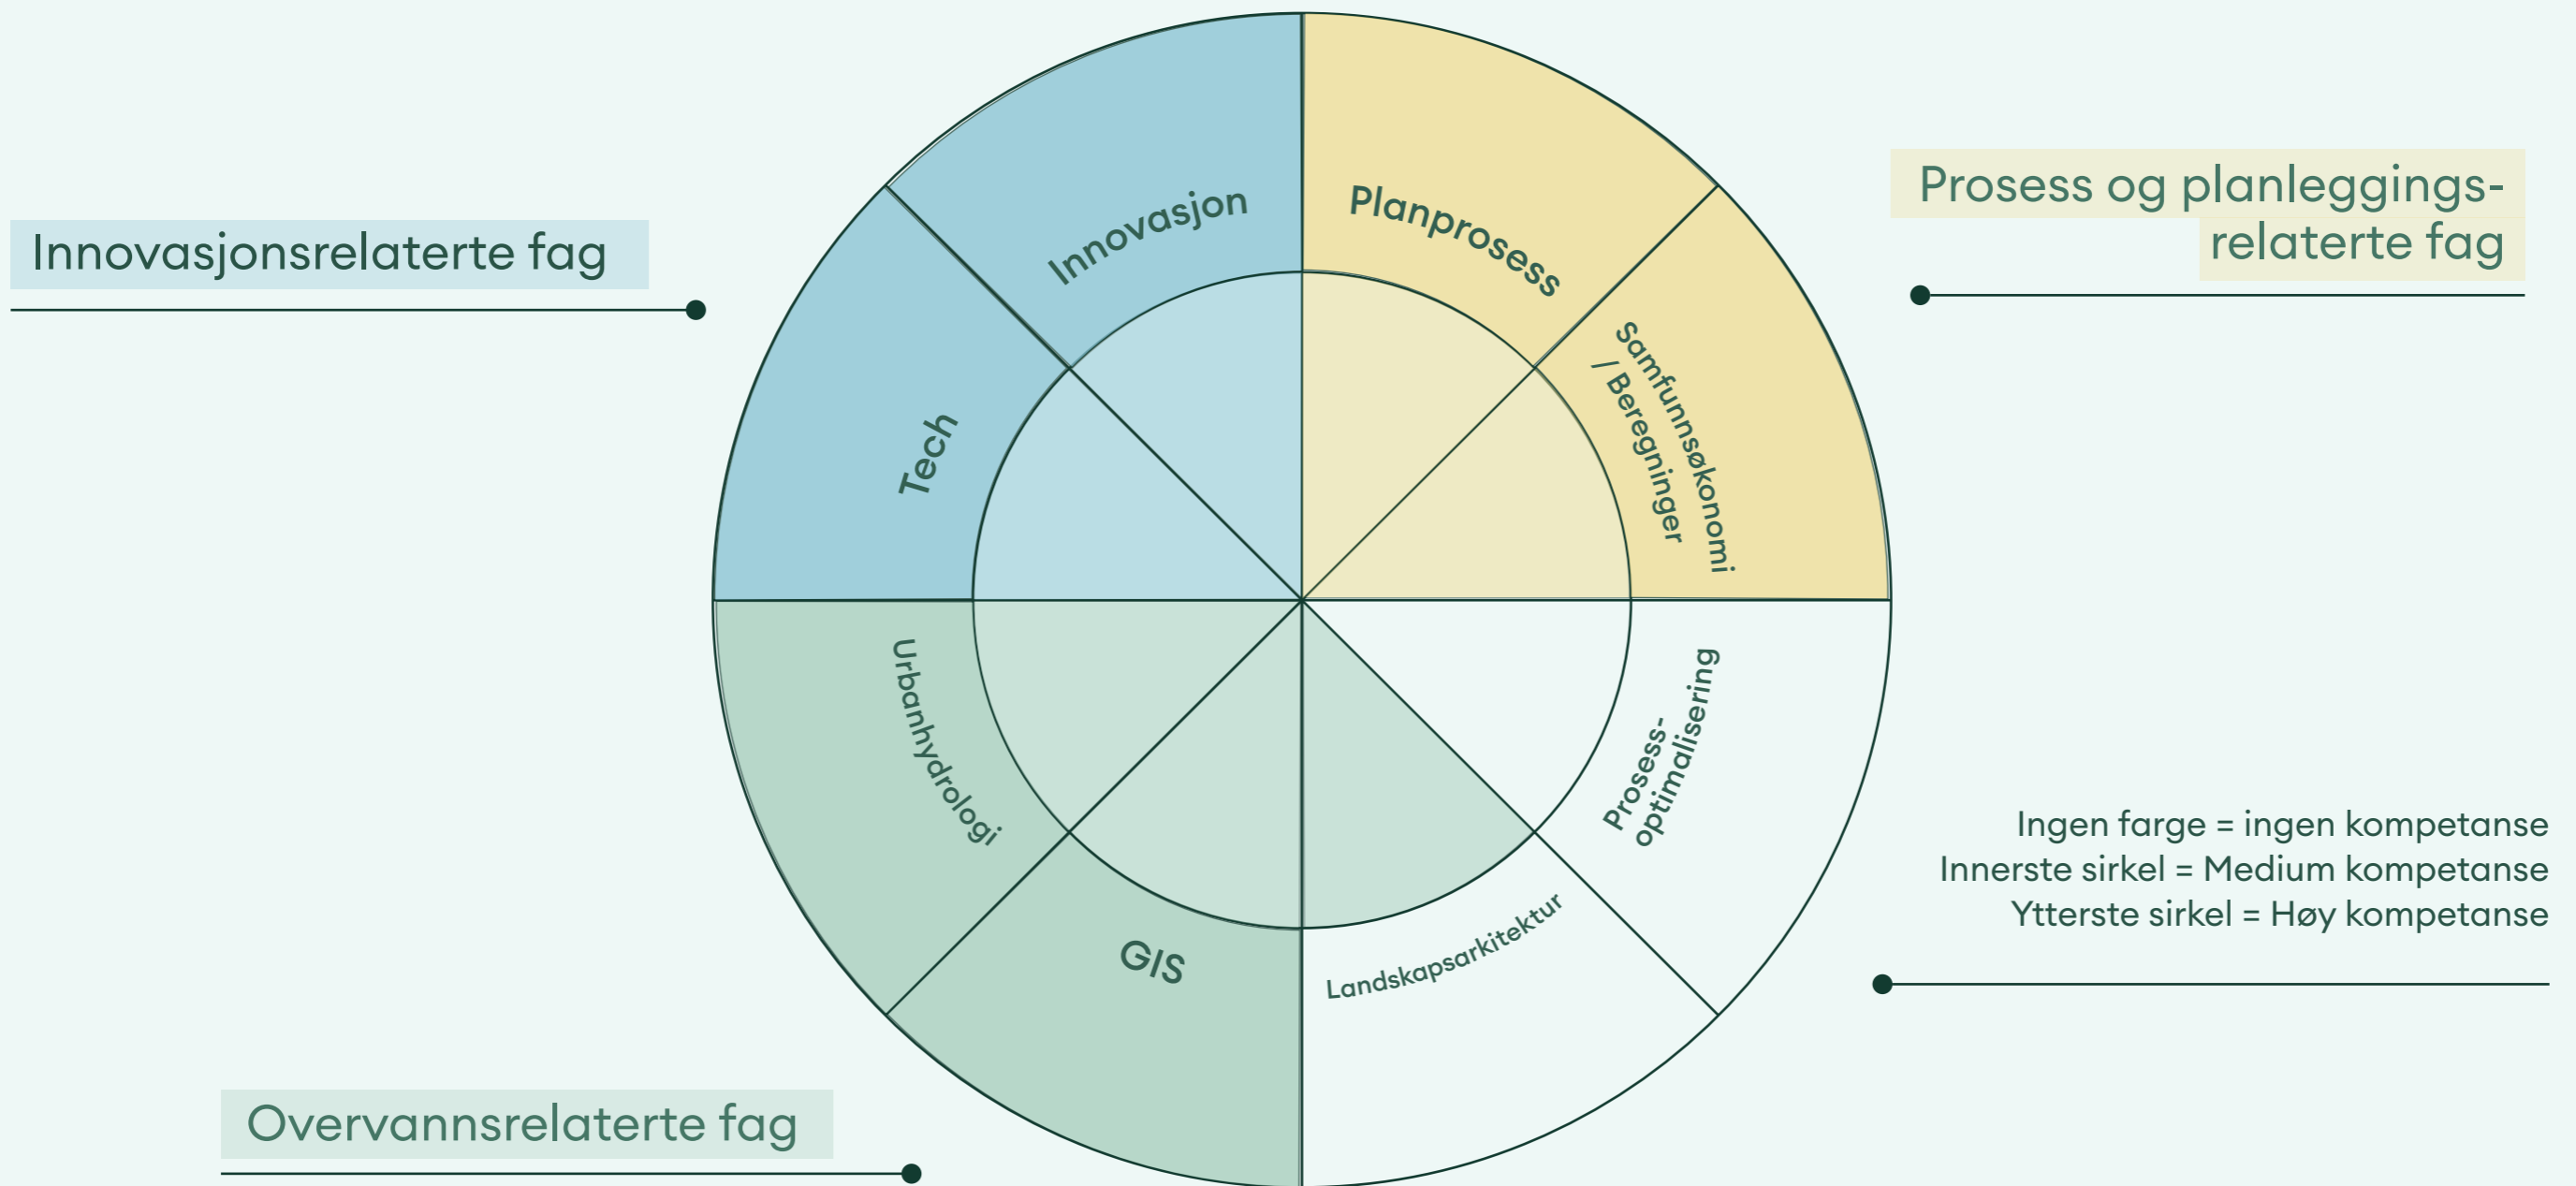 Innovasjonsrelaterte fag
Prosess og planleggings-
relaterte fag
Innovasjon
Planprosess
Samfunnsøkonomi
/ Beregninger
Tech
Urbanhydrologi
Prosess-
optimalisering
GIS
Landskapsarkitektur
Ingen farge = ingen kompetanse
Innerste sirkel = Medium kompetanse
Ytterste sirkel = Høy kompetanse
Overvannsrelaterte fag